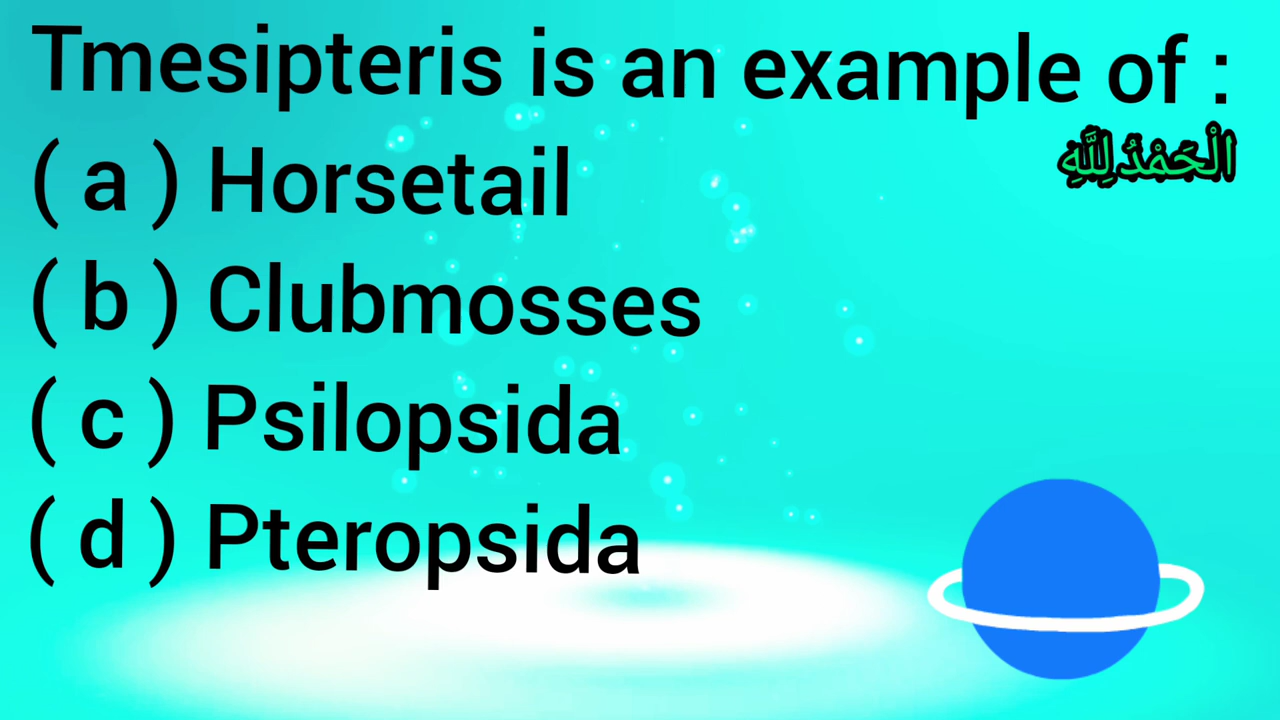 Tmesipteris is an example of :
الْحَمْدُ لِلَّهِ
( a ) Horsetail
( b ) Clubmosses
( c ) Psilopsida
( d ) Pteropsida